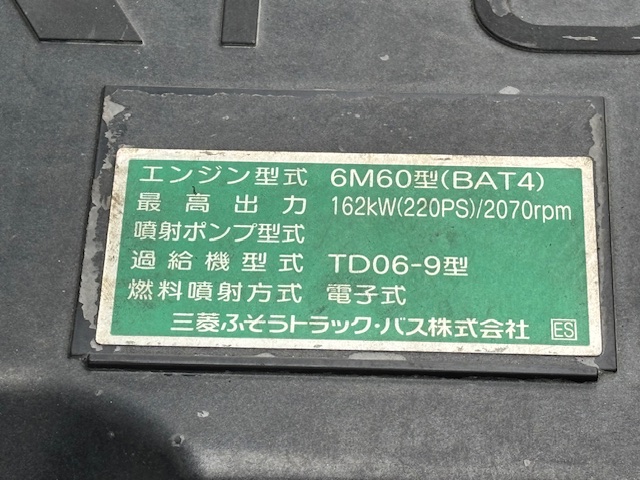 エンジン型式 6M60型(BAT4)
最高出力 162kW(220PS)/2070rpm
噴射ポンプ型式
過給機型式 TD06-9型
燃料噴射方式 電子式
三菱ふそうトラック・バス株式会社 ES